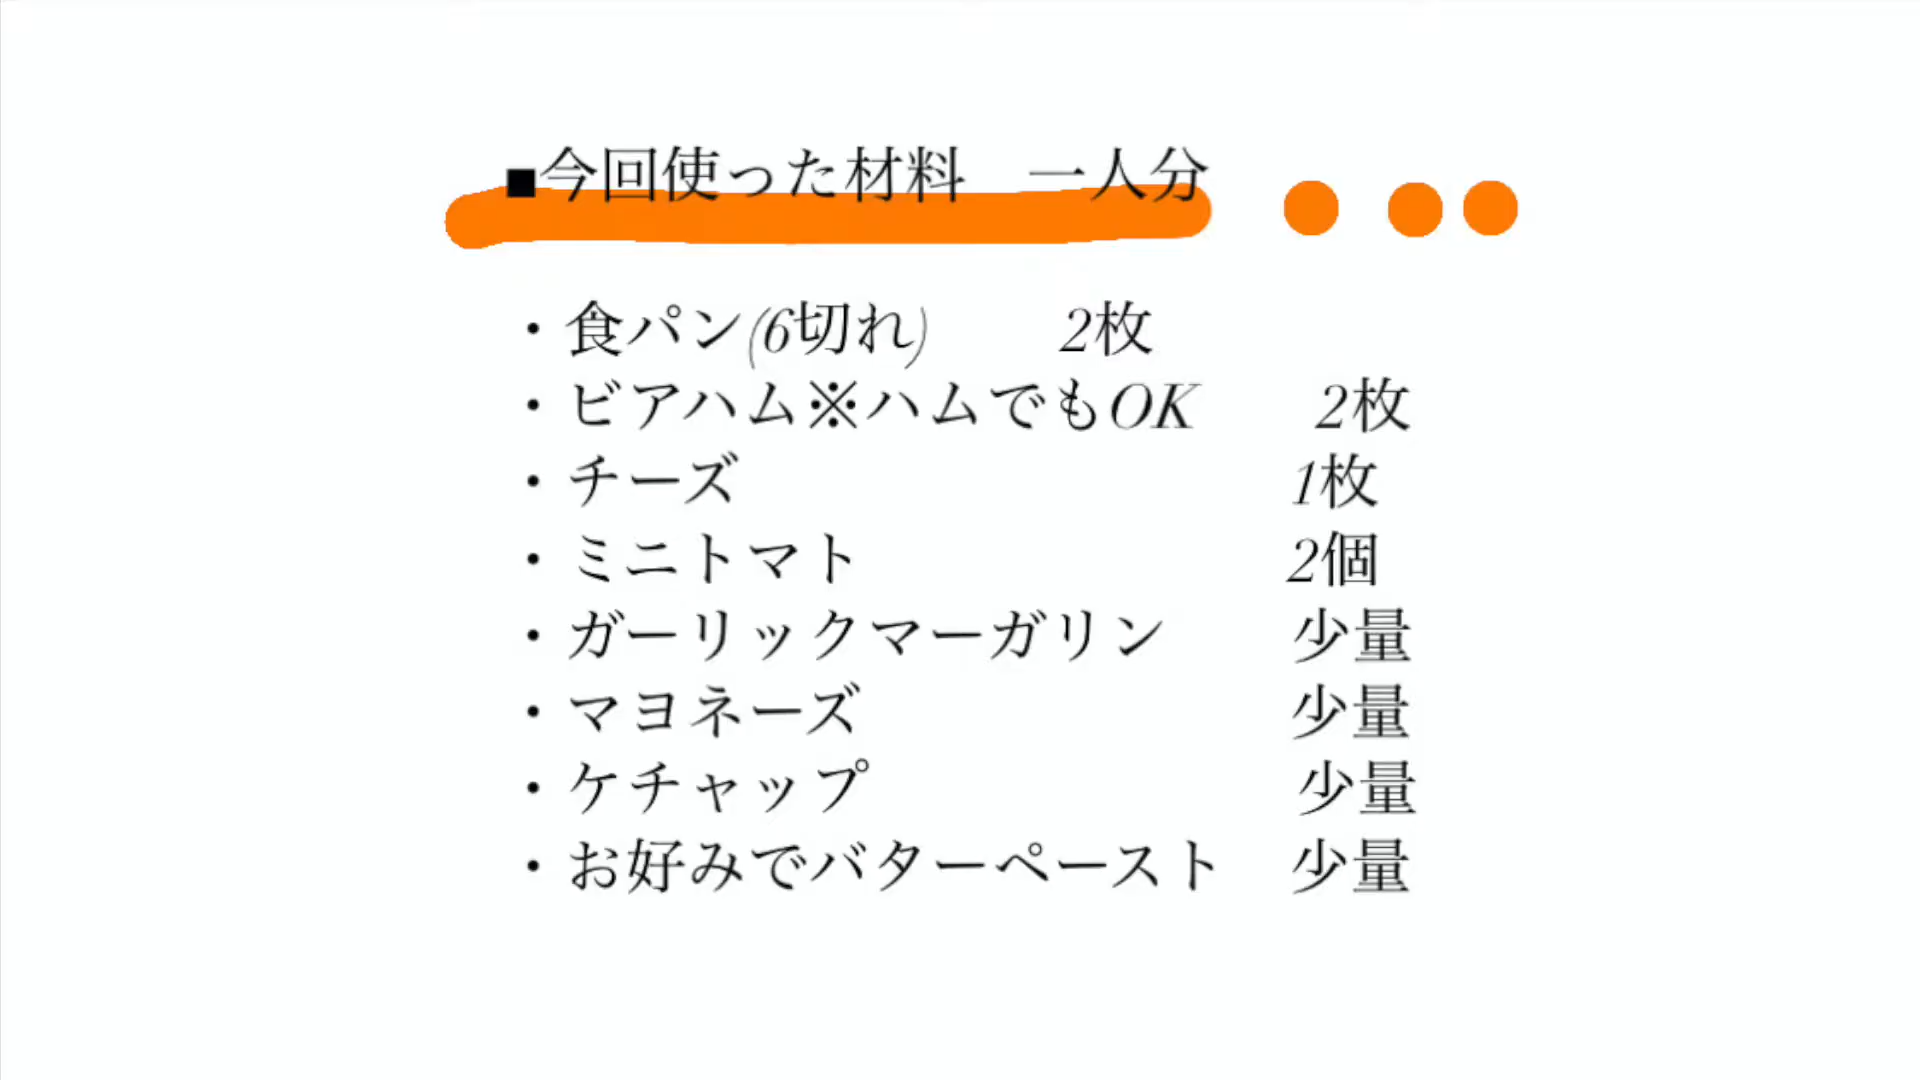 ■今回使った材料　一人分
・食パン(6切れ)　　2枚
・ビアハム※ハムでもOK　　2枚
・チーズ　　1枚
・ミニトマト　　2個
・ガーリックマーガリン　　少量
・マヨネーズ　　少量
・ケチャップ　　少量
・お好みでバターペースト　少量